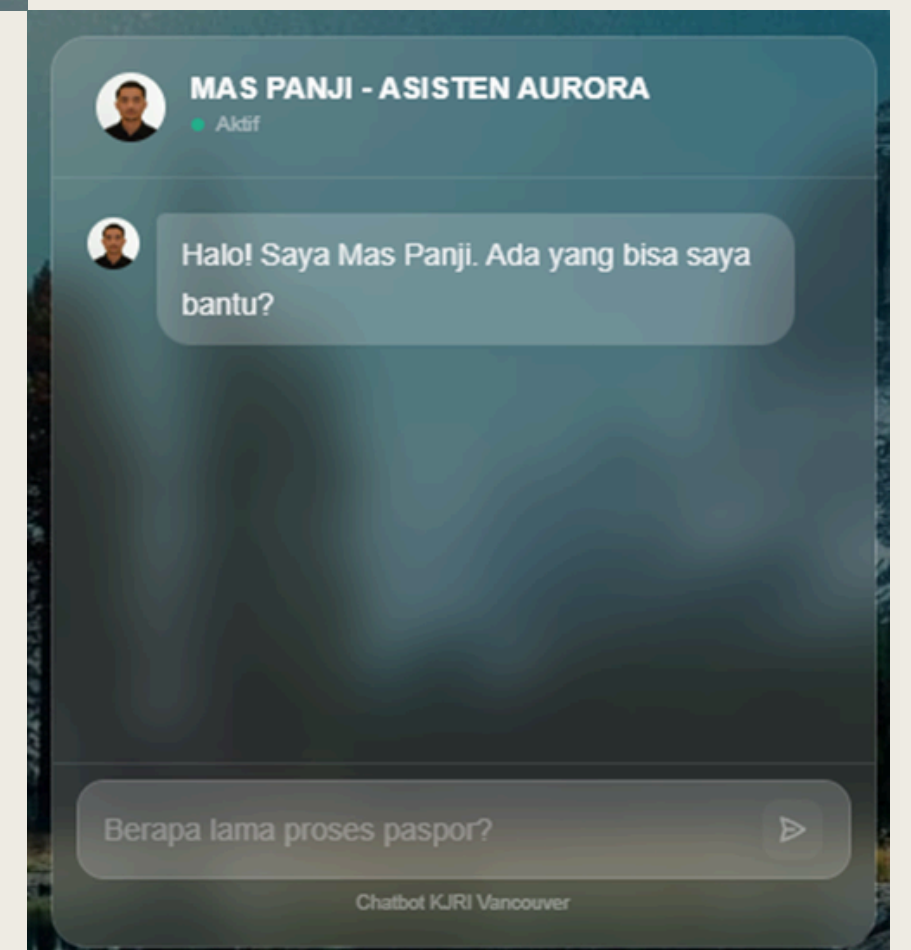 MAS PANJI - ASISTEN AURORA
Aktif
Halo! Saya Mas Panji. Ada yang bisa saya
bantu?
Berapa lama proses paspor?
Chatbot KJRI Vancouver